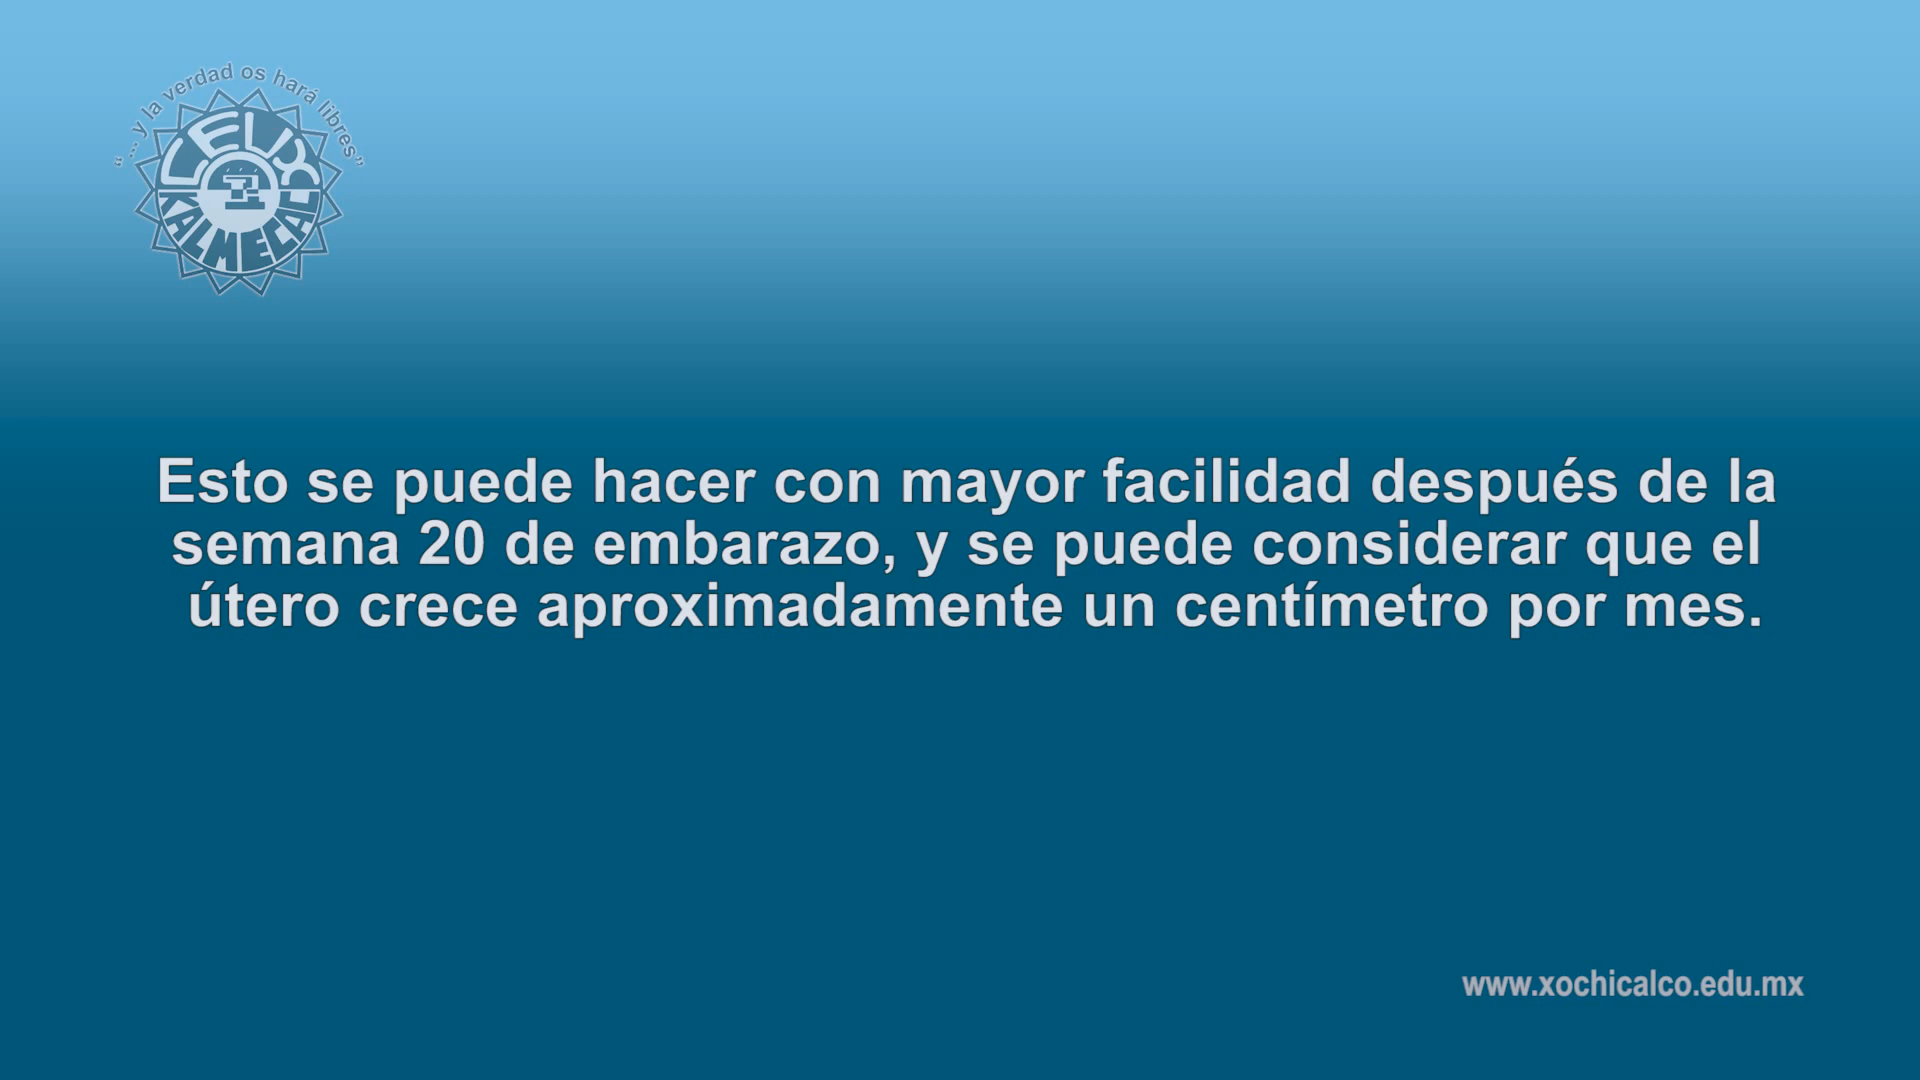 "... y la verdad os hará libres"
CEUX
KALMECAC
Esto se puede hacer con mayor facilidad después de la
semana 20 de embarazo, y se puede considerar que el
útero crece aproximadamente un centímetro por mes.
www.xochicalco.edu.mx